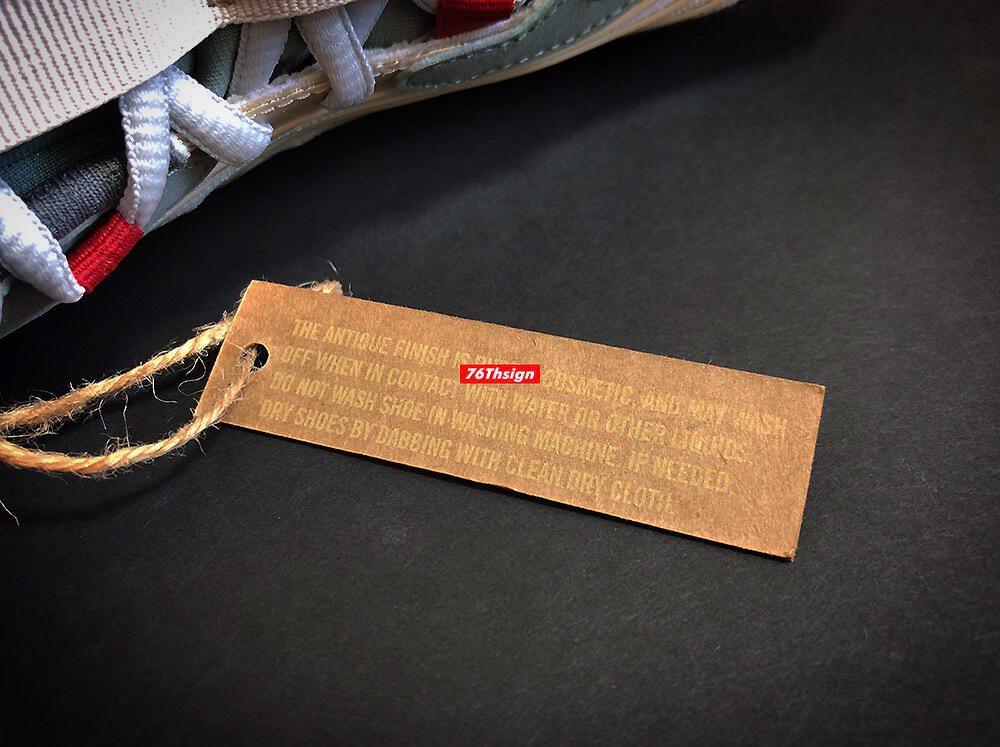 THE ANTIQUE FINISH IS COSMETIC, AND MAY WASH
OFF WHEN IN CONTACT WITH WATER OR OTHER LIQUIDS.
DO NOT WASH SHOE IN WASHING MACHINE. IF NEEDED,
DRY SHOES BY DABBING WITH CLEAN DRY CLOTH.
76Thsign